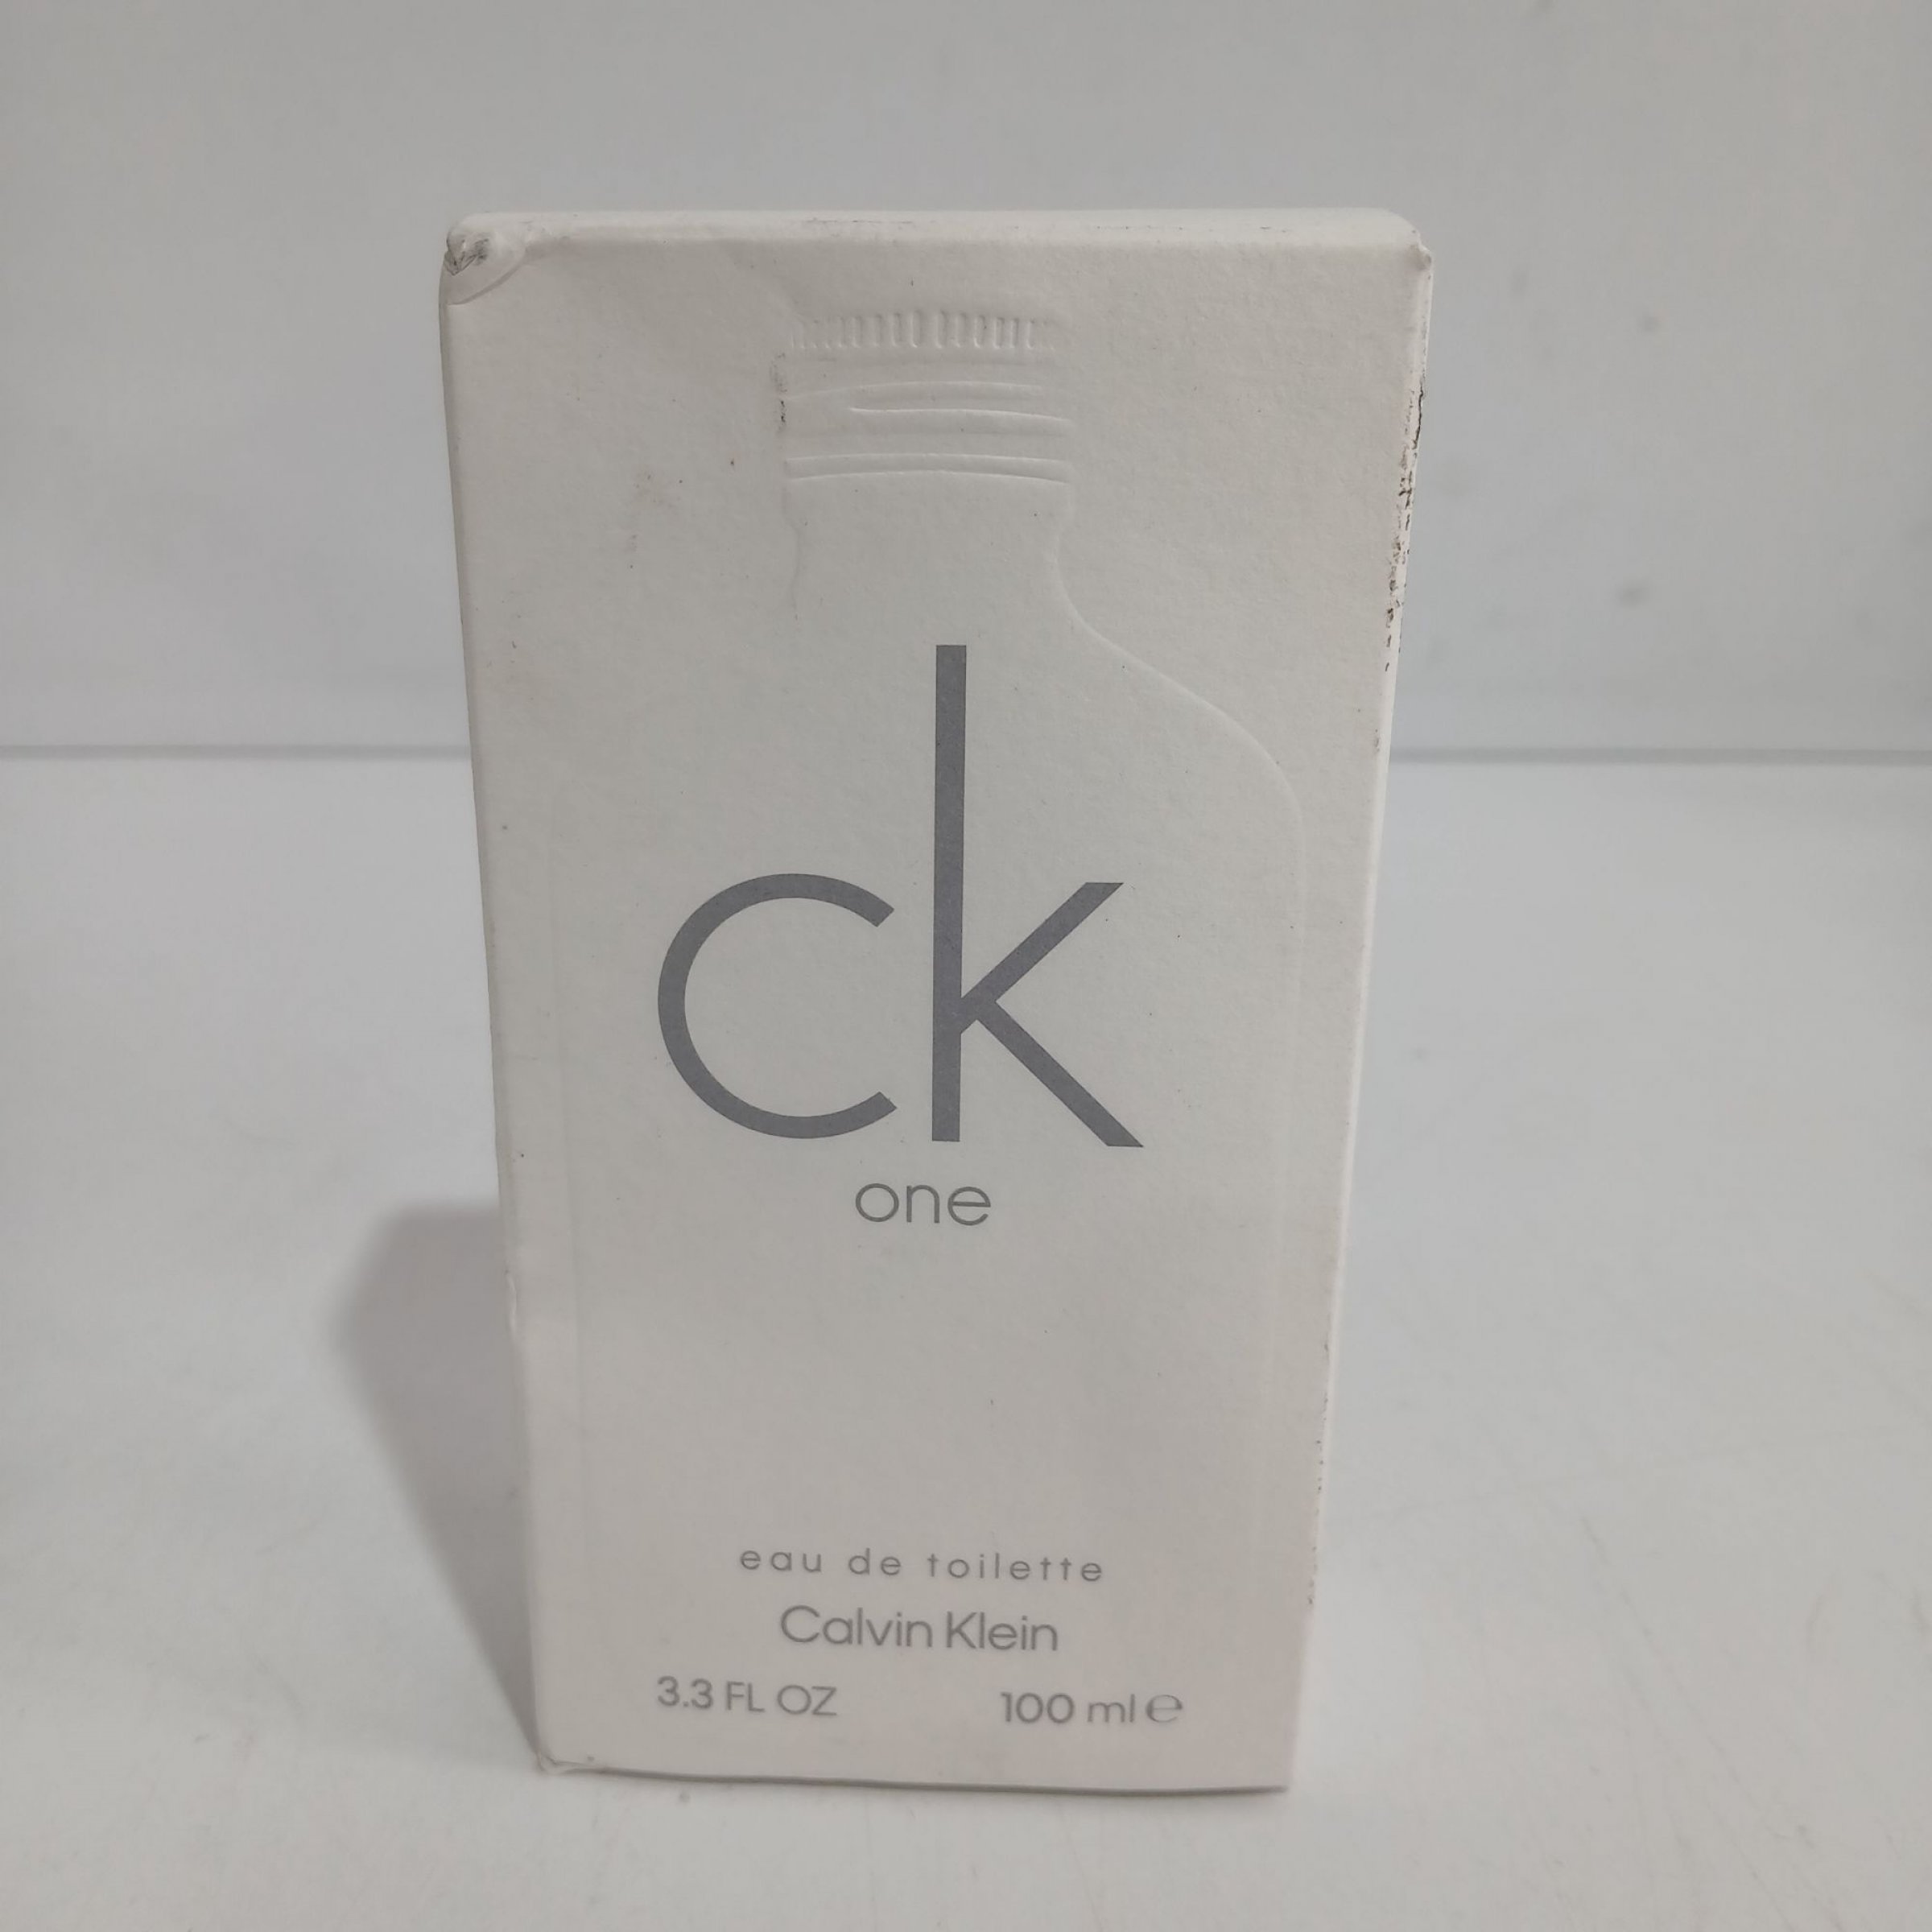 ck
one
eau de toilette
Calvin Klein
3.3 FL OZ 100 ml ℮